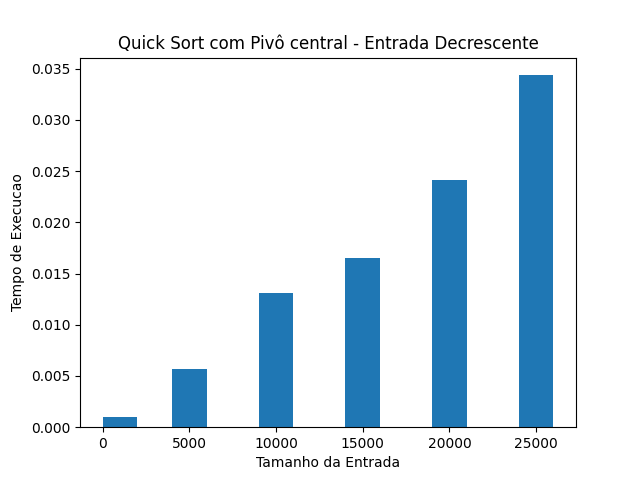 Quick Sort com Pivô central - Entrada Decrescente
0.035
0.030
0.025
0.020
0.015
0.010
0.005
0.000
Tempo de Execucao
0 5000 10000 15000 20000 25000
Tamanho da Entrada